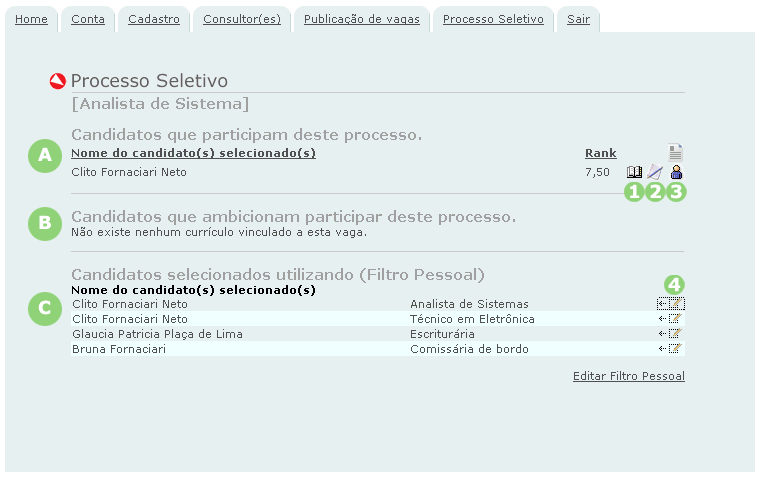 Home Conta Cadastro Consultor(es) Publicação de vagas Processo Seletivo Sair
Processo Seletivo
[Analista de Sistema]
Candidatos que participam deste processo.
A Nome do candidato(s) selecionado(s) Rank
Clito Fornaciari Neto 7,50
1 2 3
B Candidatos que ambicionam participar deste processo.
Não existe nenhum currículo vinculado a esta vaga.
Candidatos selecionados utilizando (Filtro Pessoal)
Nome do candidato(s) selecionado(s) 4
C Clito Fornaciari Neto Analista de Sistemas
Clito Fornaciari Neto Técnico em Eletrônica
Glaucia Patricia Plaça de Lima Escriturária
Bruna Fornaciari Comissária de bordo
Editar Filtro Pessoal